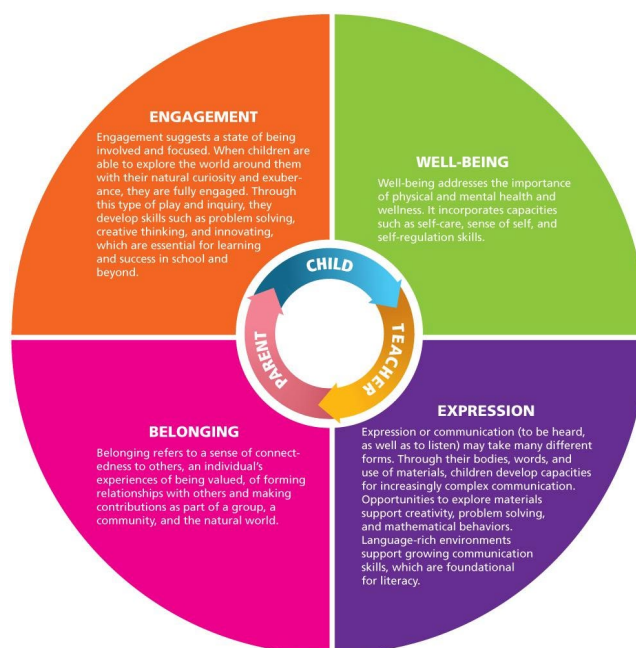 ENGAGEMENT
Engagement suggests a state of being
involved and focused. When children are
able to explore the world around them
with their natural curiosity and exuber-
ance, they are fully engaged. Through
this type of play and inquiry, they
develop skills such as problem solving,
creative thinking, and innovating,
which are essential for learning
and success in school and
beyond.
WELL-BEING
Well-being addresses the importance
of physical and mental health and
wellness. It incorporates capacities
such as self-care, sense of self, and
self-regulation skills.
CHILD
TEACHER
PARENT
BELONGING
Belonging refers to a sense of connect-
edness to others, an individual's
experiences of being valued, of forming
relationships with others and making
contributions as part of a group, a
community, and the natural world.
EXPRESSION
Expression or communication (to be heard,
as well as to listen) may take many different
forms. Through their bodies, words, and
use of materials, children develop capacities
for increasingly complex communication.
Opportunities to explore materials
support creativity, problem solving,
and mathematical behaviors.
Language-rich environments
support growing communication
skills, which are foundational
for literacy.